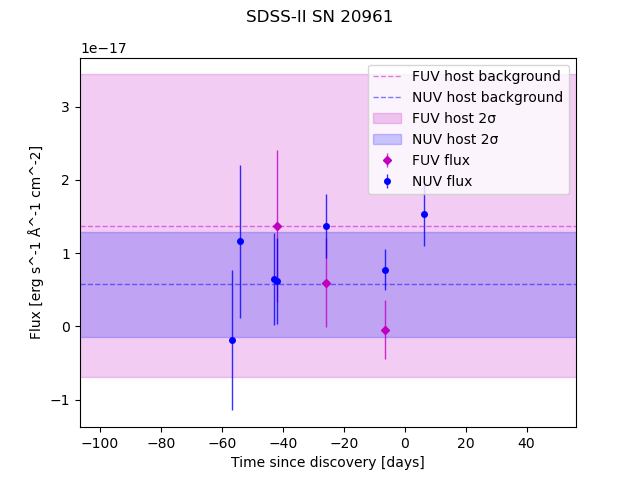 SDSS-II SN 20961
1e−17
FUV host background
NUV host background
FUV host 2σ
NUV host 2σ
FUV flux
NUV flux
3
2
1
0
−1
Flux [erg s^-1 Å^-1 cm^-2]
−100 −80 −60 −40 −20 0 20 40
Time since discovery [days]